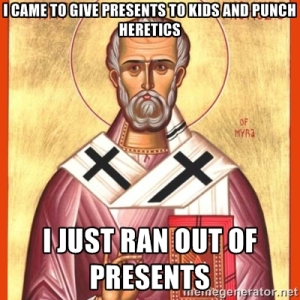 I CAME TO GIVE PRESENTS TO KIDS AND PUNCH
HERETICS
OF
MYRA
I JUST RAN OUT OF
PRESENTS
memegenerator.net